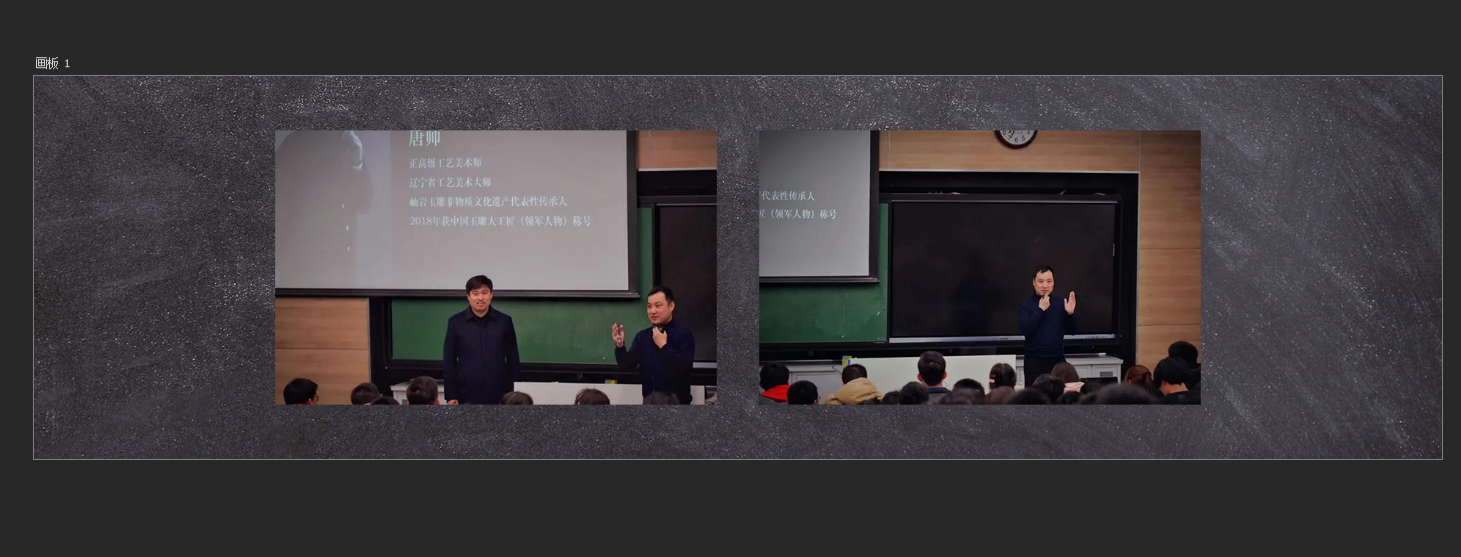 画板 1
唐帅
正高级工艺美术师
辽宁省工艺美术大师
岫岩玉雕非物质文化遗产代表性传承人
2018年获中国玉雕大工匠（领军人物）称号
代表性传承人
匠（领军人物）称号